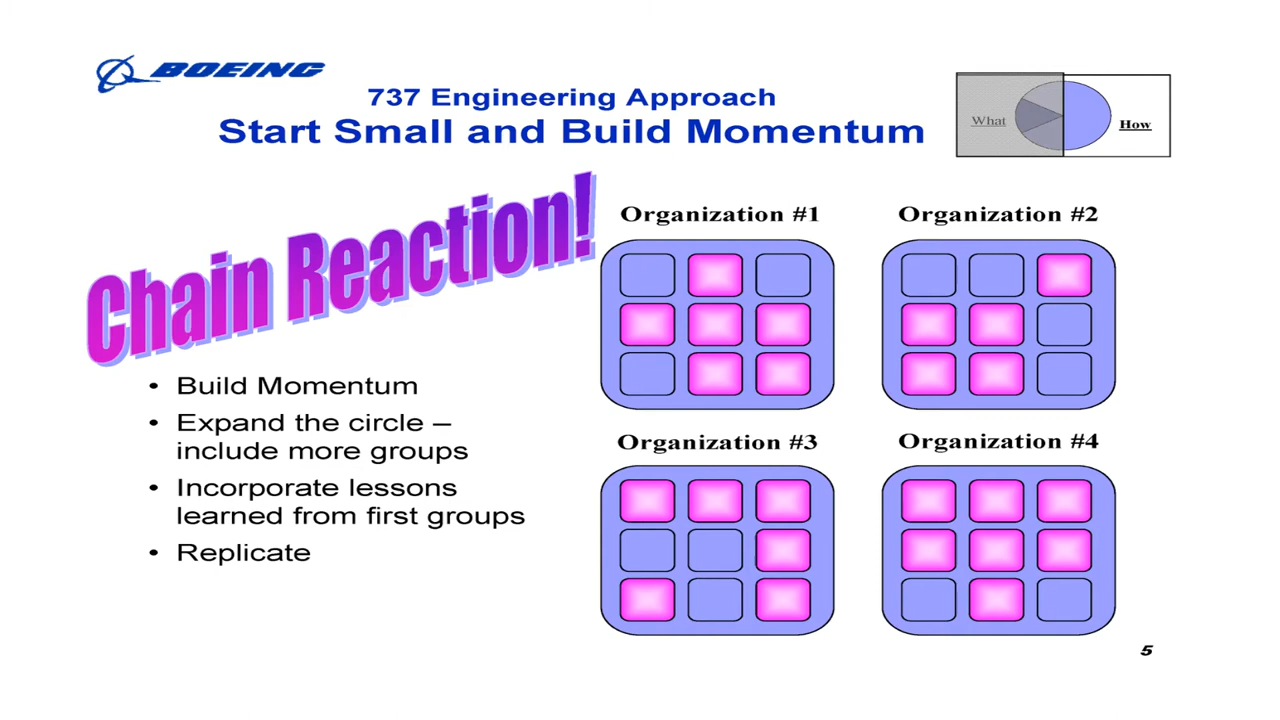 BOEING
737 Engineering Approach
Start Small and Build Momentum
What
How
Chain Reaction!
• Build Momentum
• Expand the circle –
include more groups
• Incorporate lessons
learned from first groups
• Replicate
Organization #1
Organization #2
Organization #3
Organization #4
5